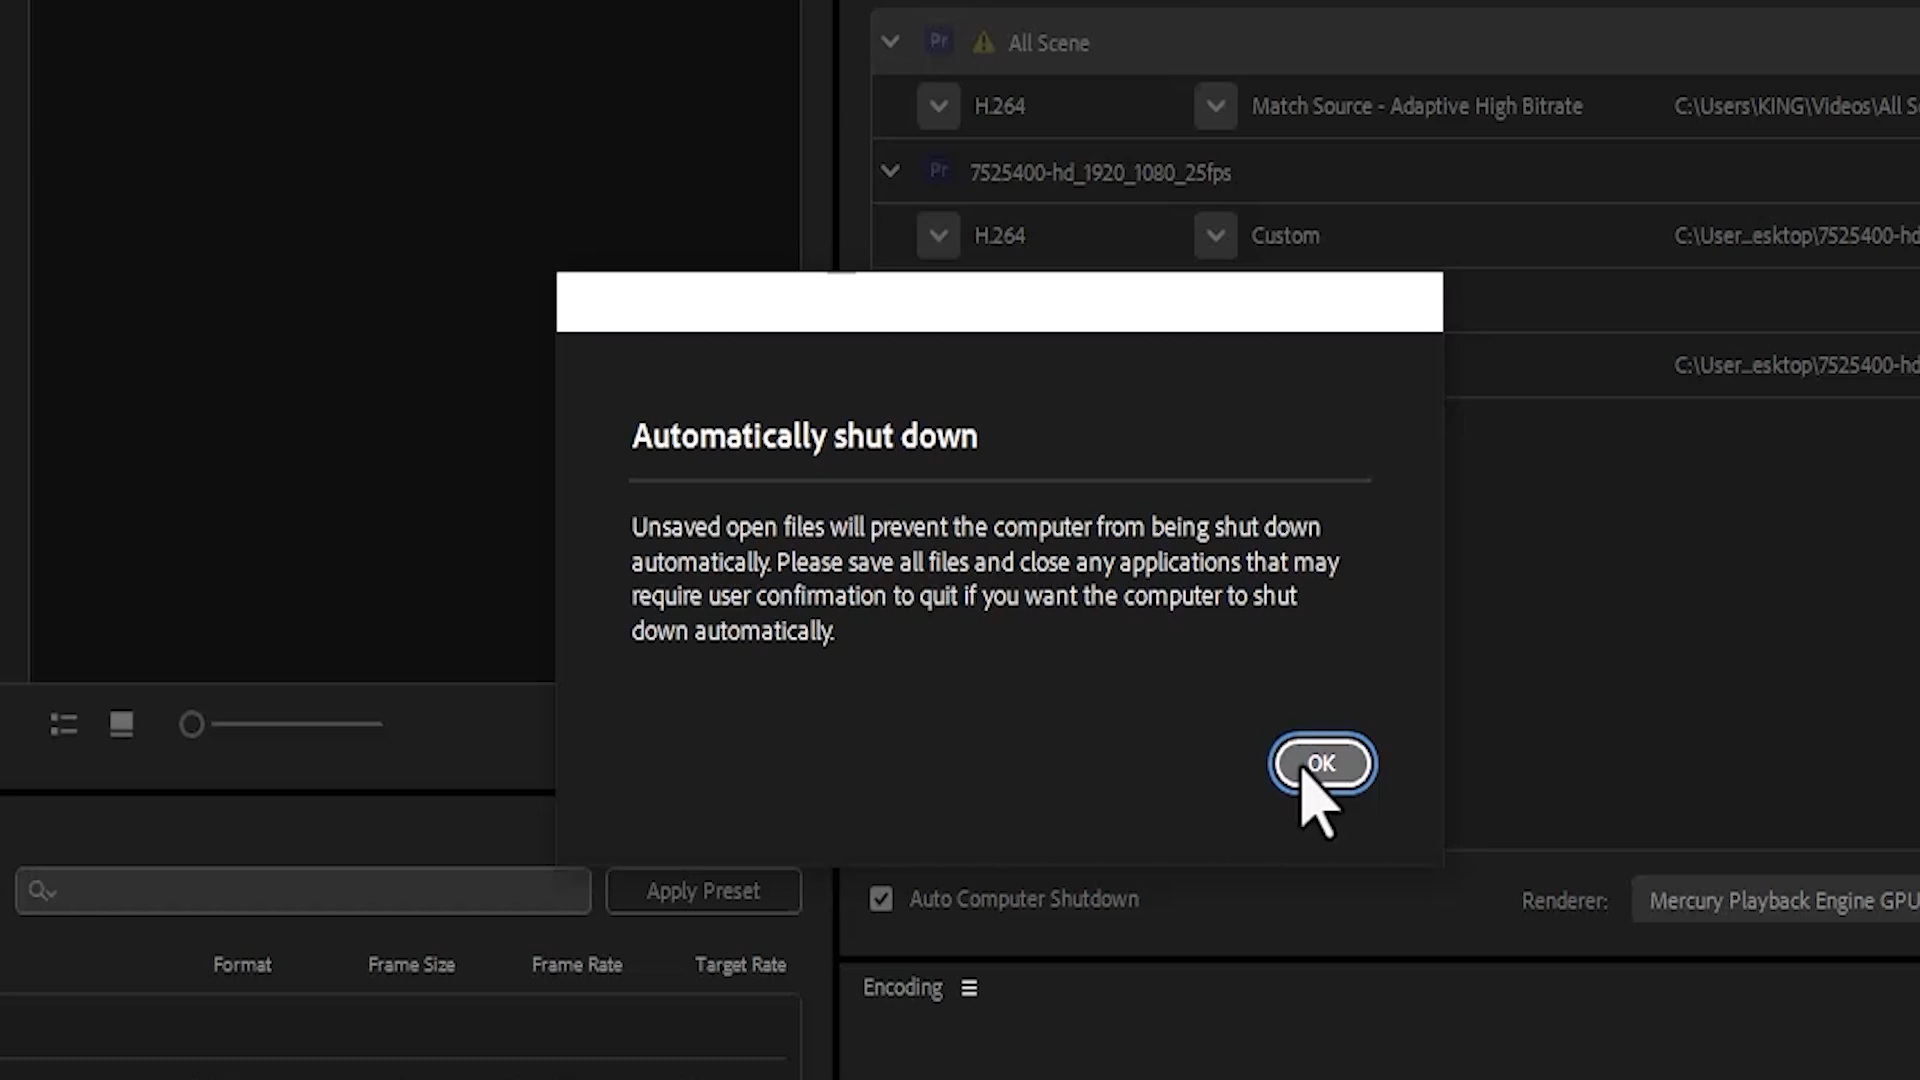 Pr All Scene
H.264 Match Source - Adaptive High Bitrate C:\Users\KING\Videos\All S
Pr 7525400-hd_1920_1080_25fps
H.264 Custom C:\User...esktop\7525400-hd
C:\User...esktop\7525400-hd
Automatically shut down
Unsaved open files will prevent the computer from being shut down
automatically. Please save all files and close any applications that may
require user confirmation to quit if you want the computer to shut
down automatically.
OK
Apply Preset
Auto Computer Shutdown Renderer: Mercury Playback Engine GPU
Format Frame Size Frame Rate Target Rate
Encoding